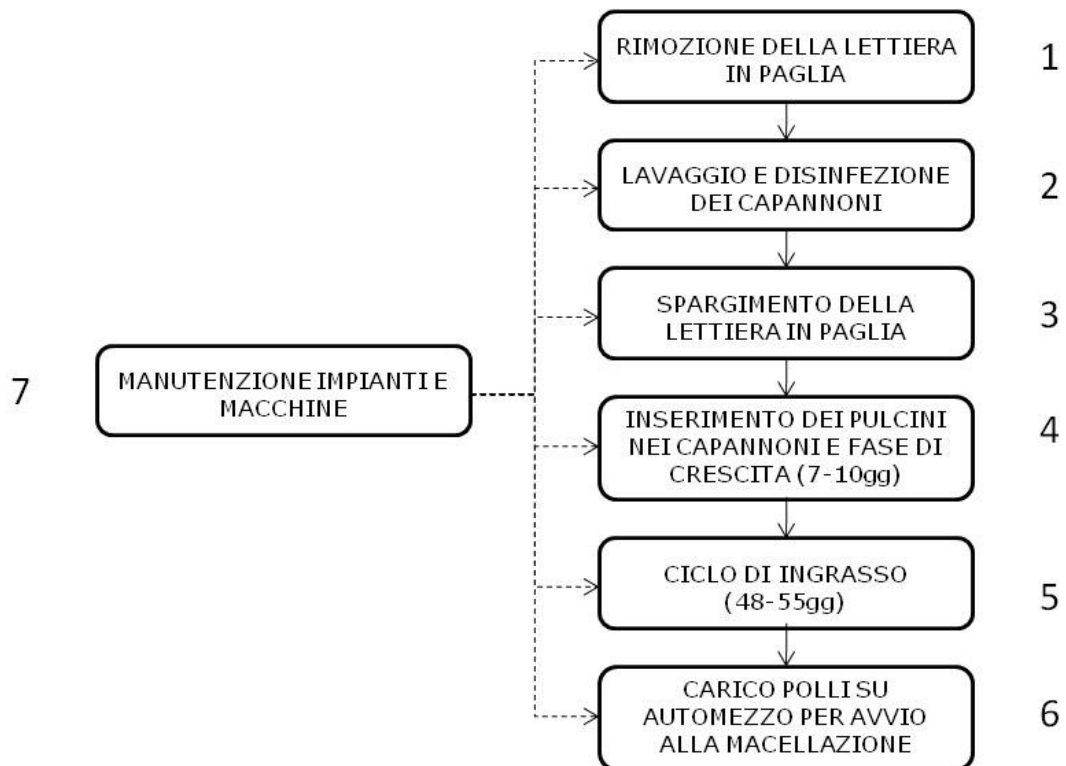 RIMOZIONE DELLA LETTIERA
IN PAGLIA
1
LAVAGGIO E DISINFEZIONE
DEI CAPANNONI
2
SPARGIMENTO DELLA
LETTIERA IN PAGLIA
3
7
MANUTENZIONE IMPIANTI E
MACCHINE
INSERIMENTO DEI PULCINI
NEI CAPANNONI E FASE DI
CRESCITA (7-10gg)
4
CICLO DI INGRASSO
(48-55gg)
5
CARICO POLLI SU
AUTOMEZZO PER AVVIO
ALLA MACELLAZIONE
6